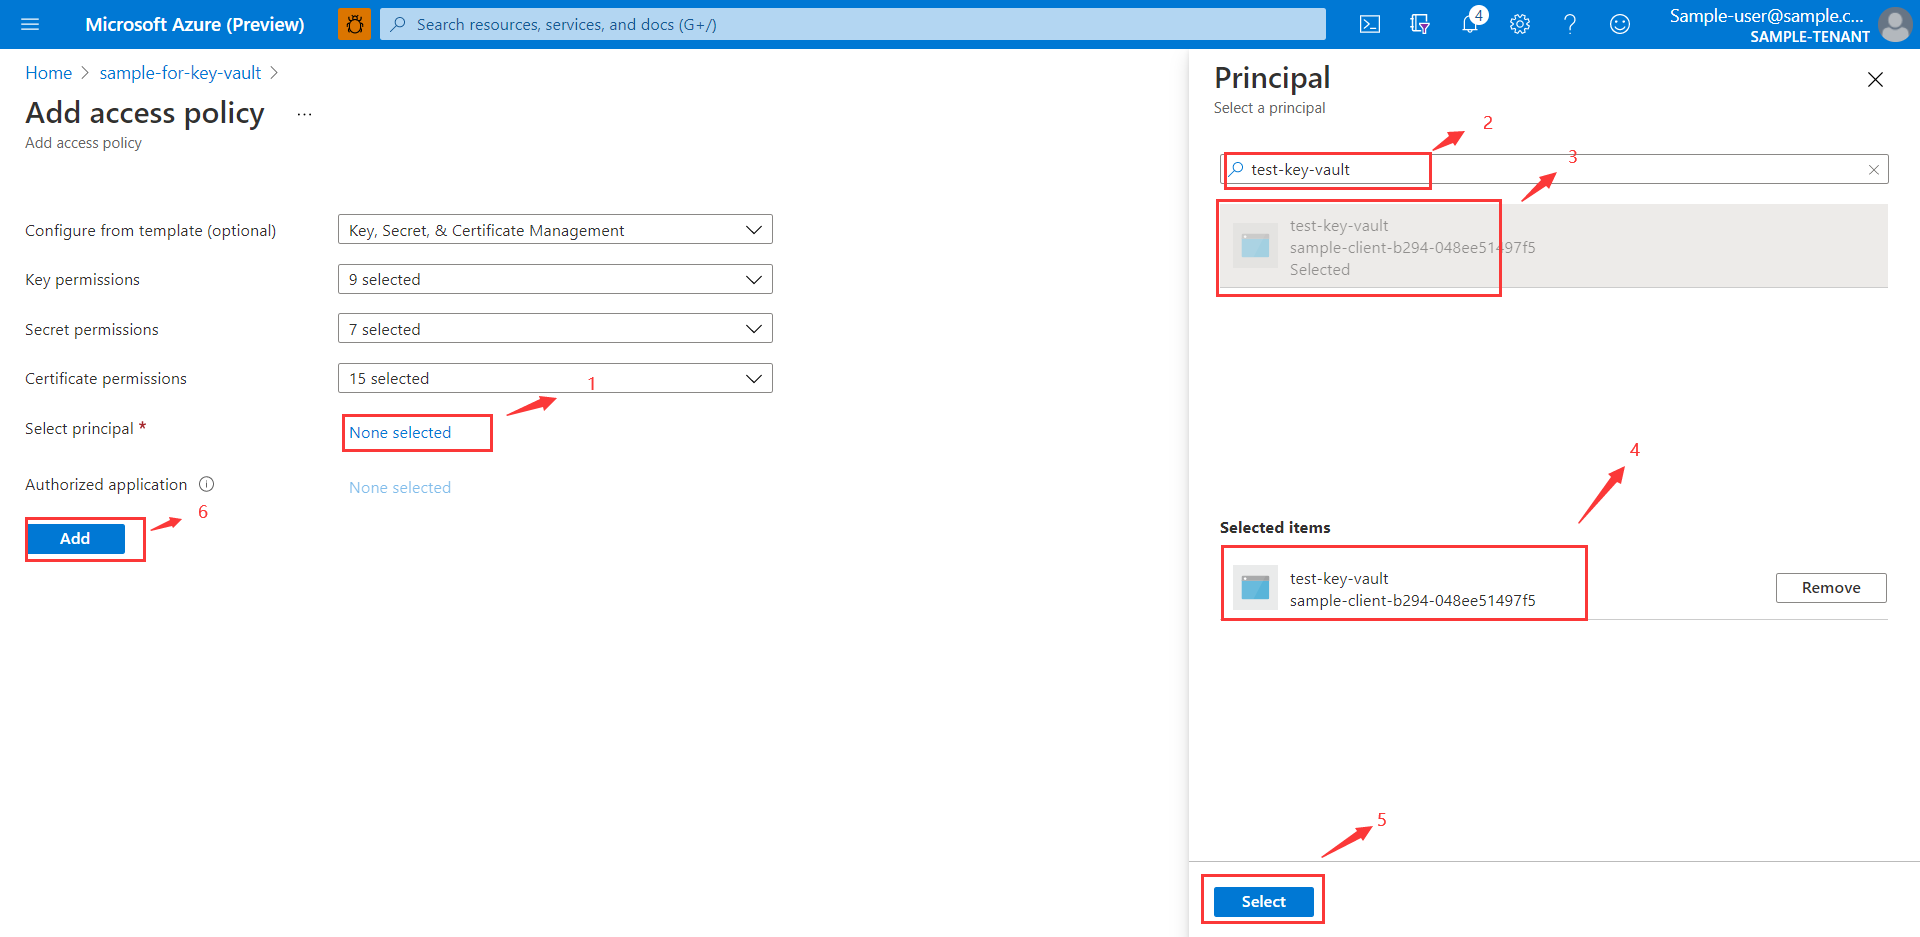 Microsoft Azure (Preview)
Search resources, services, and docs (G+/)
4
Sample-user@sample.c...
SAMPLE-TENANT
Home > sample-for-key-vault >
Add access policy ...
Add access policy
Configure from template (optional)
Key, Secret, & Certificate Management
Key permissions
9 selected
Secret permissions
7 selected
Certificate permissions
15 selected
1
Select principal *
None selected
Authorized application
None selected
6
Add
Principal
Select a principal
2
test-key-vault
3
test-key-vault
sample-client-b294-048ee51497f5
Selected
4
Selected items
test-key-vault
sample-client-b294-048ee51497f5
Remove
5
Select